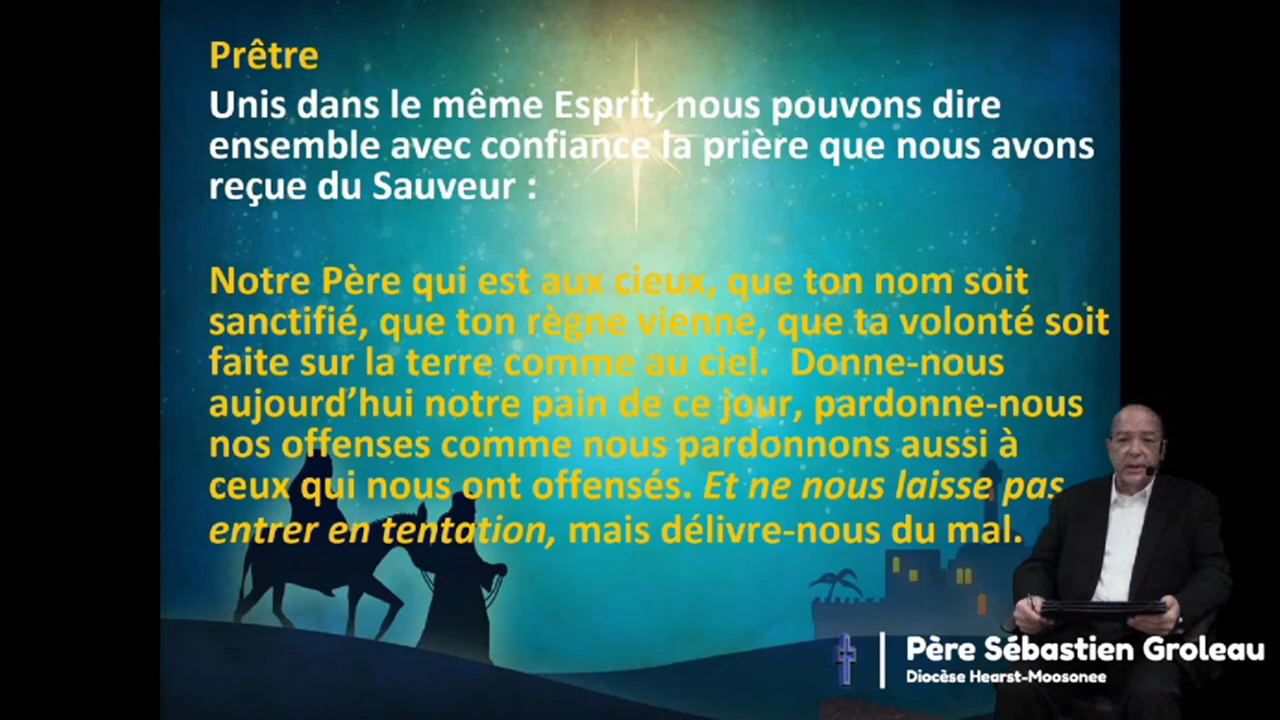 Prêtre
Unis dans le même Esprit, nous pouvons dire
ensemble avec confiance la prière que nous avons
reçue du Sauveur :
Notre Père qui est aux cieux, que ton nom soit
sanctifié, que ton règne vienne, que ta volonté soit
faite sur la terre comme au ciel.  Donne-nous
aujourd’hui notre pain de ce jour, pardonne-nous
nos offenses comme nous pardonnons aussi à
ceux qui nous ont offensés. Et ne nous laisse pas
entrer en tentation, mais délivre-nous du mal.
Père Sébastien Groleau
Diocèse Hearst-Moosonee